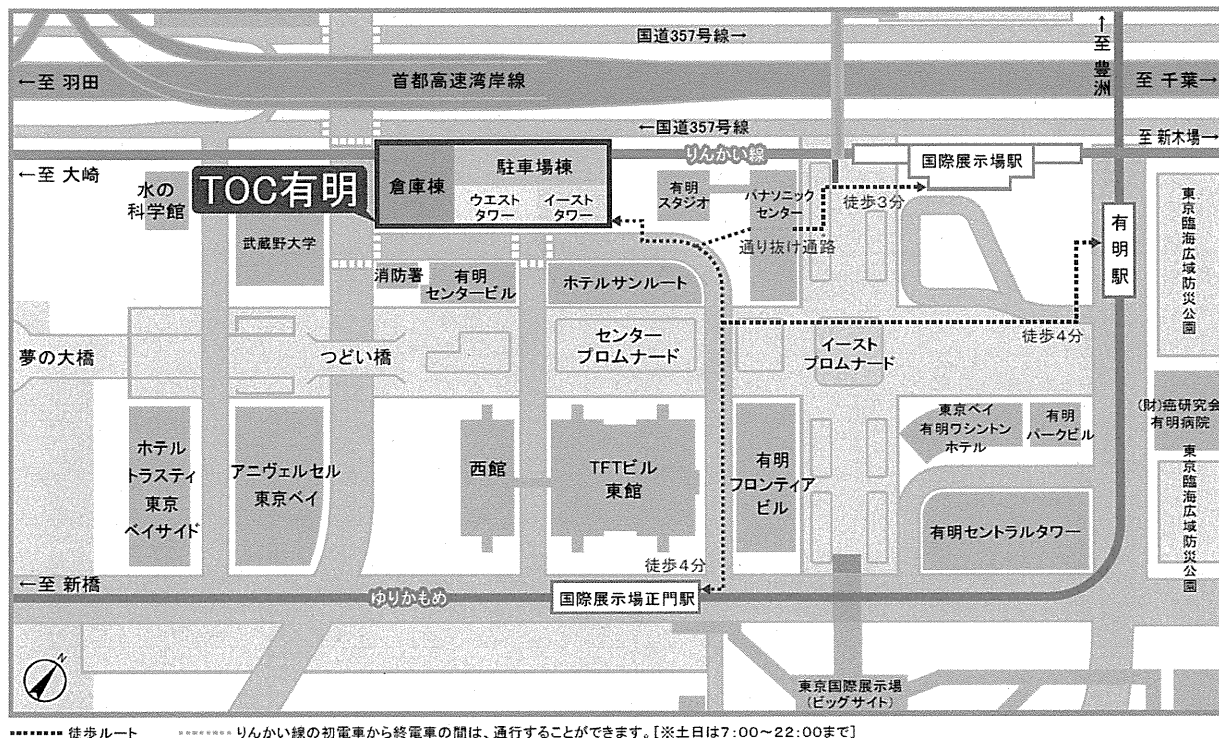 国道357号線→
↑
至
豊
洲
←至 羽田
首都高速湾岸線
至 千葉→
←国道357号線
至 新木場→
←至 大崎
りんかい線
国際展示場駅
水の
科学館
TOC有明
倉庫棟
駐車場棟
ウエスト
タワー
イースト
タワー
有明
スタジオ
パナソニック
センター
徒歩3分
通り抜け通路
武蔵野大学
消防署
有明
センタービル
ホテルサンルート
有
明
駅
東京臨海広域防災公園
徒歩4分
夢の大橋
つどい橋
センター
プロムナード
イースト
プロムナード
ホテル
トラスティ
東京
ベイサイド
アニヴェルセル
東京ベイ
西館
TFTビル
東館
有明
フロンティア
ビル
東京ベイ
有明ワシントン
ホテル
有明
パークビル
(財)癌研究会
有明病院
東京臨海広域防災公園
有明セントラルタワー
徒歩4分
←至 新橋
ゆりかもめ
国際展示場正門駅
N
東京国際展示場
(ビッグサイト)
徒歩ルート
りんかい線の初電車から終電車の間は、通行することができます。[※土日は7:00~22:00まで]